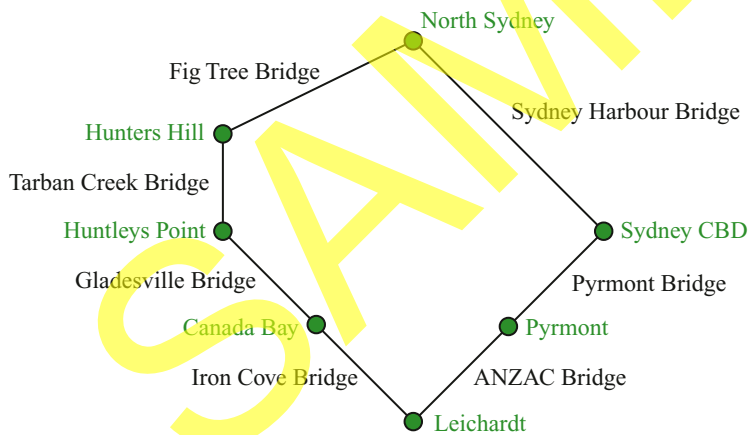 North Sydney
Fig Tree Bridge
Sydney Harbour Bridge
Hunters Hill
Tarban Creek Bridge
Huntleys Point
Sydney CBD
Gladesville Bridge
Pyrmont Bridge
Canada Bay
Pyrmont
Iron Cove Bridge
ANZAC Bridge
Leichardt
SAM